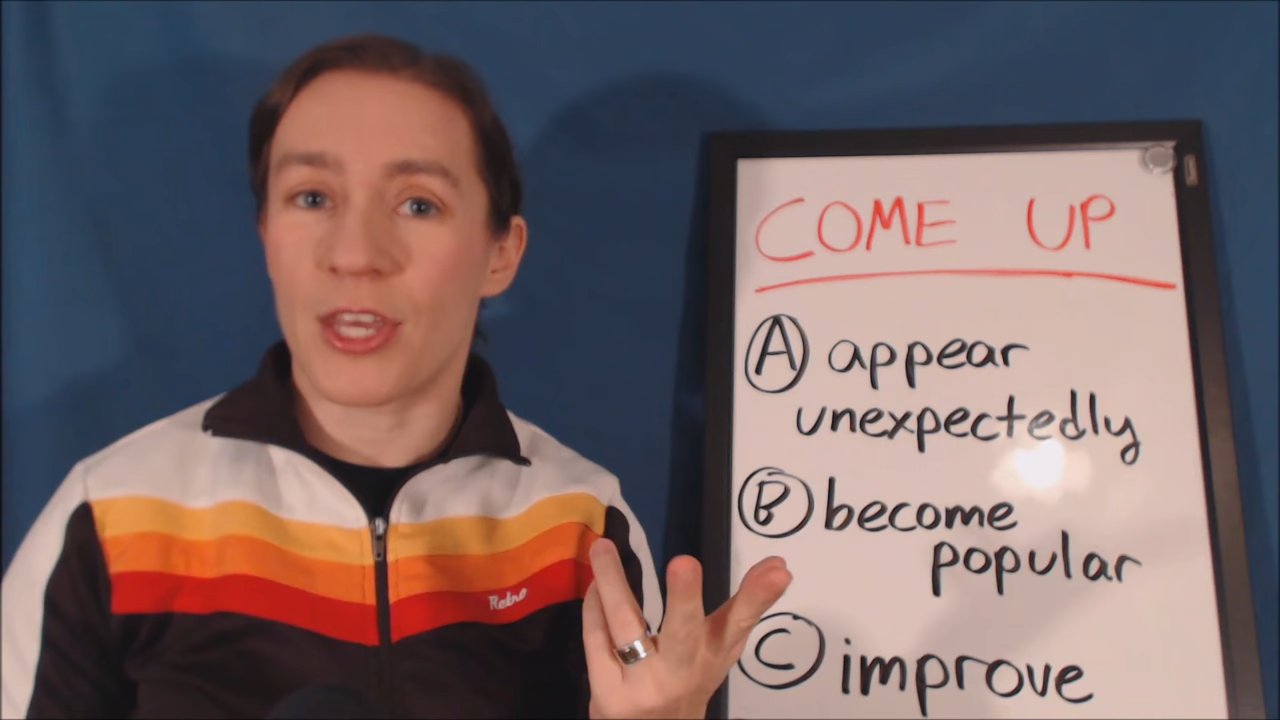 Retro
COME UP
A appear
unexpectedly
B become
popular
C improve